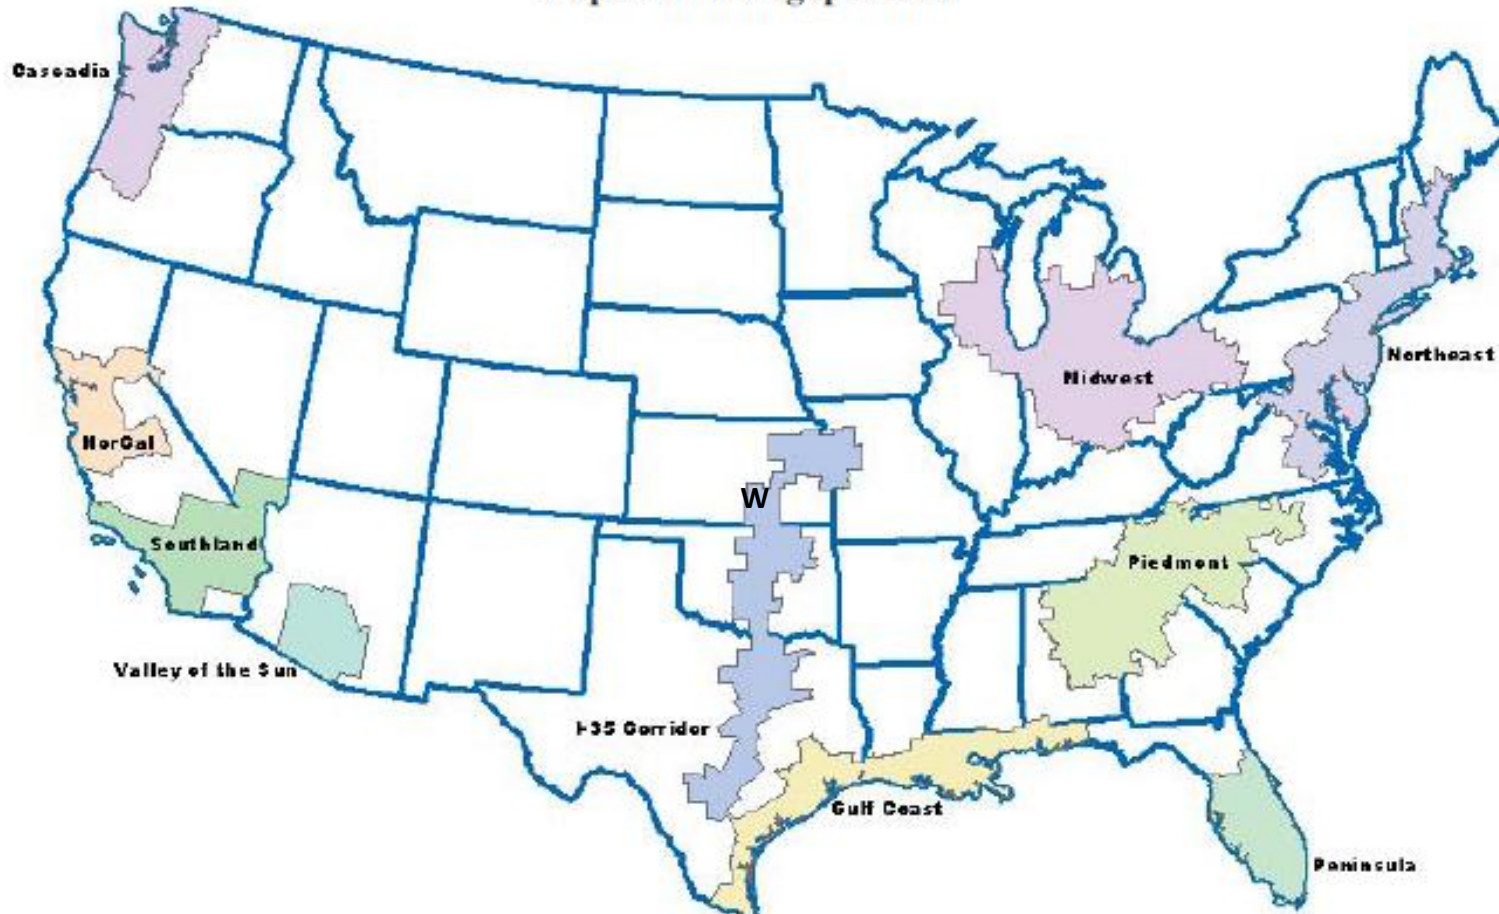 Cascadia
Northeast
Midwest
NorCal
W
Southland
Piedmont
Valley of the Sun
I-35 Corridor
Gulf Coast
Peninsula